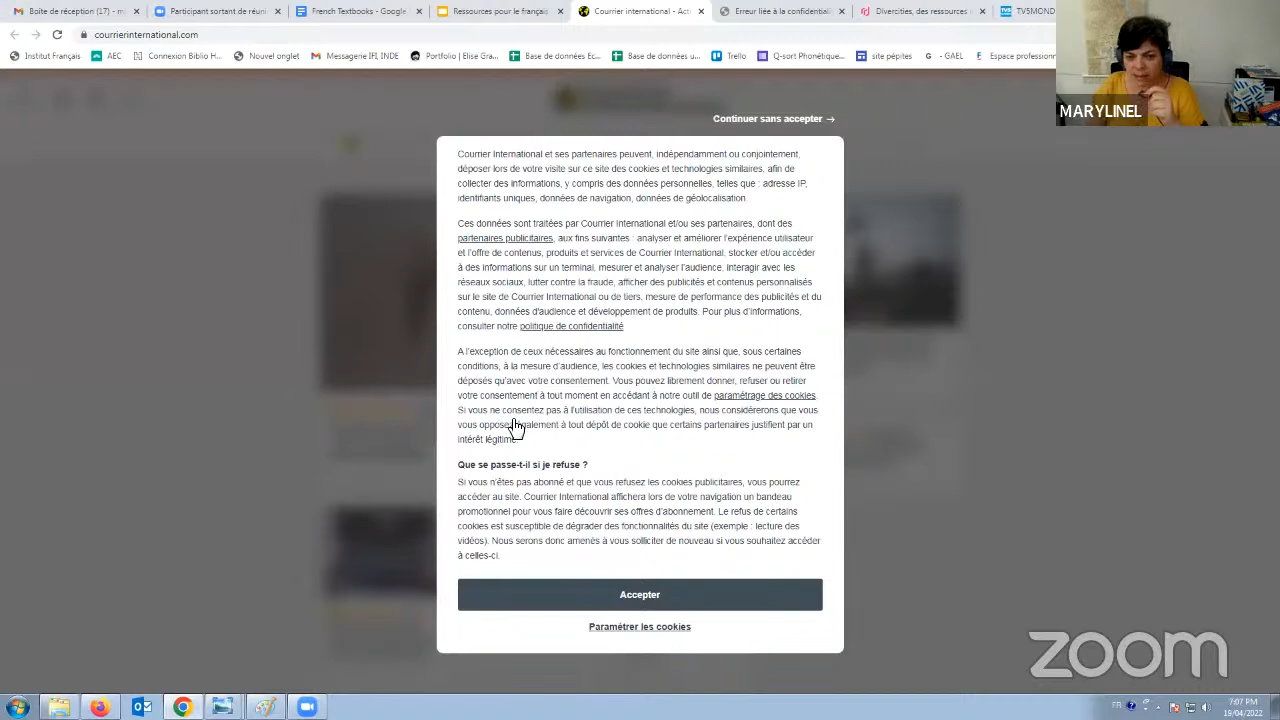 Boîte de réception (17) - m
Participant sortant de réunio
French Textbooks - Google
Ressources pour le français
Courrier international - Actu
Erreur liée à la confidentialit
Divercities, des ressources i
TV5MOND
courrierinternational.com
Institut Français
AEC
Connexion Biblio H...
Nouvel onglet
Messagerie IFI, INDE
Portfolio | Elise Gra...
Base de données Ec...
Base de données u...
Trello
Q-sort Phonétique...
site pépites
G - GAEL
Espace profession
MARYLINEL
Continuer sans accepter →
Courrier International et ses partenaires peuvent, indépendamment ou conjointement,
déposer lors de votre visite sur ce site des cookies et technologies similaires, afin de
collecter des informations, y compris des données personnelles, telles que : adresse IP,
identifiants uniques, données de navigation, données de géolocalisation.
Ces données sont traitées par Courrier International et/ou ses partenaires, dont des
partenaires publicitaires, aux fins suivantes : analyser et améliorer l'expérience utilisateur
et l'offre de contenus, produits et services de Courrier International, stocker et/ou accéder
à des informations sur un terminal, mesurer et analyser l'audience, interagir avec les
réseaux sociaux, lutter contre la fraude, afficher des publicités et contenus personnalisés
sur le site de Courrier International ou de tiers, mesure de performance des publicités et du
contenu, données d'audience et développement de produits. Pour plus d'informations,
consulter notre politique de confidentialité
A l'exception de ceux nécessaires au fonctionnement du site ainsi que, sous certaines
conditions, à la mesure d'audience, les cookies et technologies similaires ne peuvent être
déposés qu'avec votre consentement. Vous pouvez librement donner, refuser ou retirer
votre consentement à tout moment en accédant à notre outil de paramétrage des cookies.
Si vous ne consentez pas à l'utilisation de ces technologies, nous considérerons que vous
vous opposez également à tout dépôt de cookie que certains partenaires justifient par un
intérêt légitime.
Que se passe-t-il si je refuse ?
Si vous n'êtes pas abonné et que vous refusez les cookies publicitaires, vous pourrez
accéder au site. Courrier International affichera lors de votre navigation un bandeau
promotionnel pour vous faire découvrir ses offres d'abonnement. Le refus de certains
cookies est susceptible de dégrader des fonctionnalités du site (exemple : lecture des
vidéos). Nous serons donc amenés à vous solliciter de nouveau si vous souhaitez accéder
à celles-ci.
Accepter
Paramétrer les cookies
zoom
FR
7:07 PM
19/04/2022